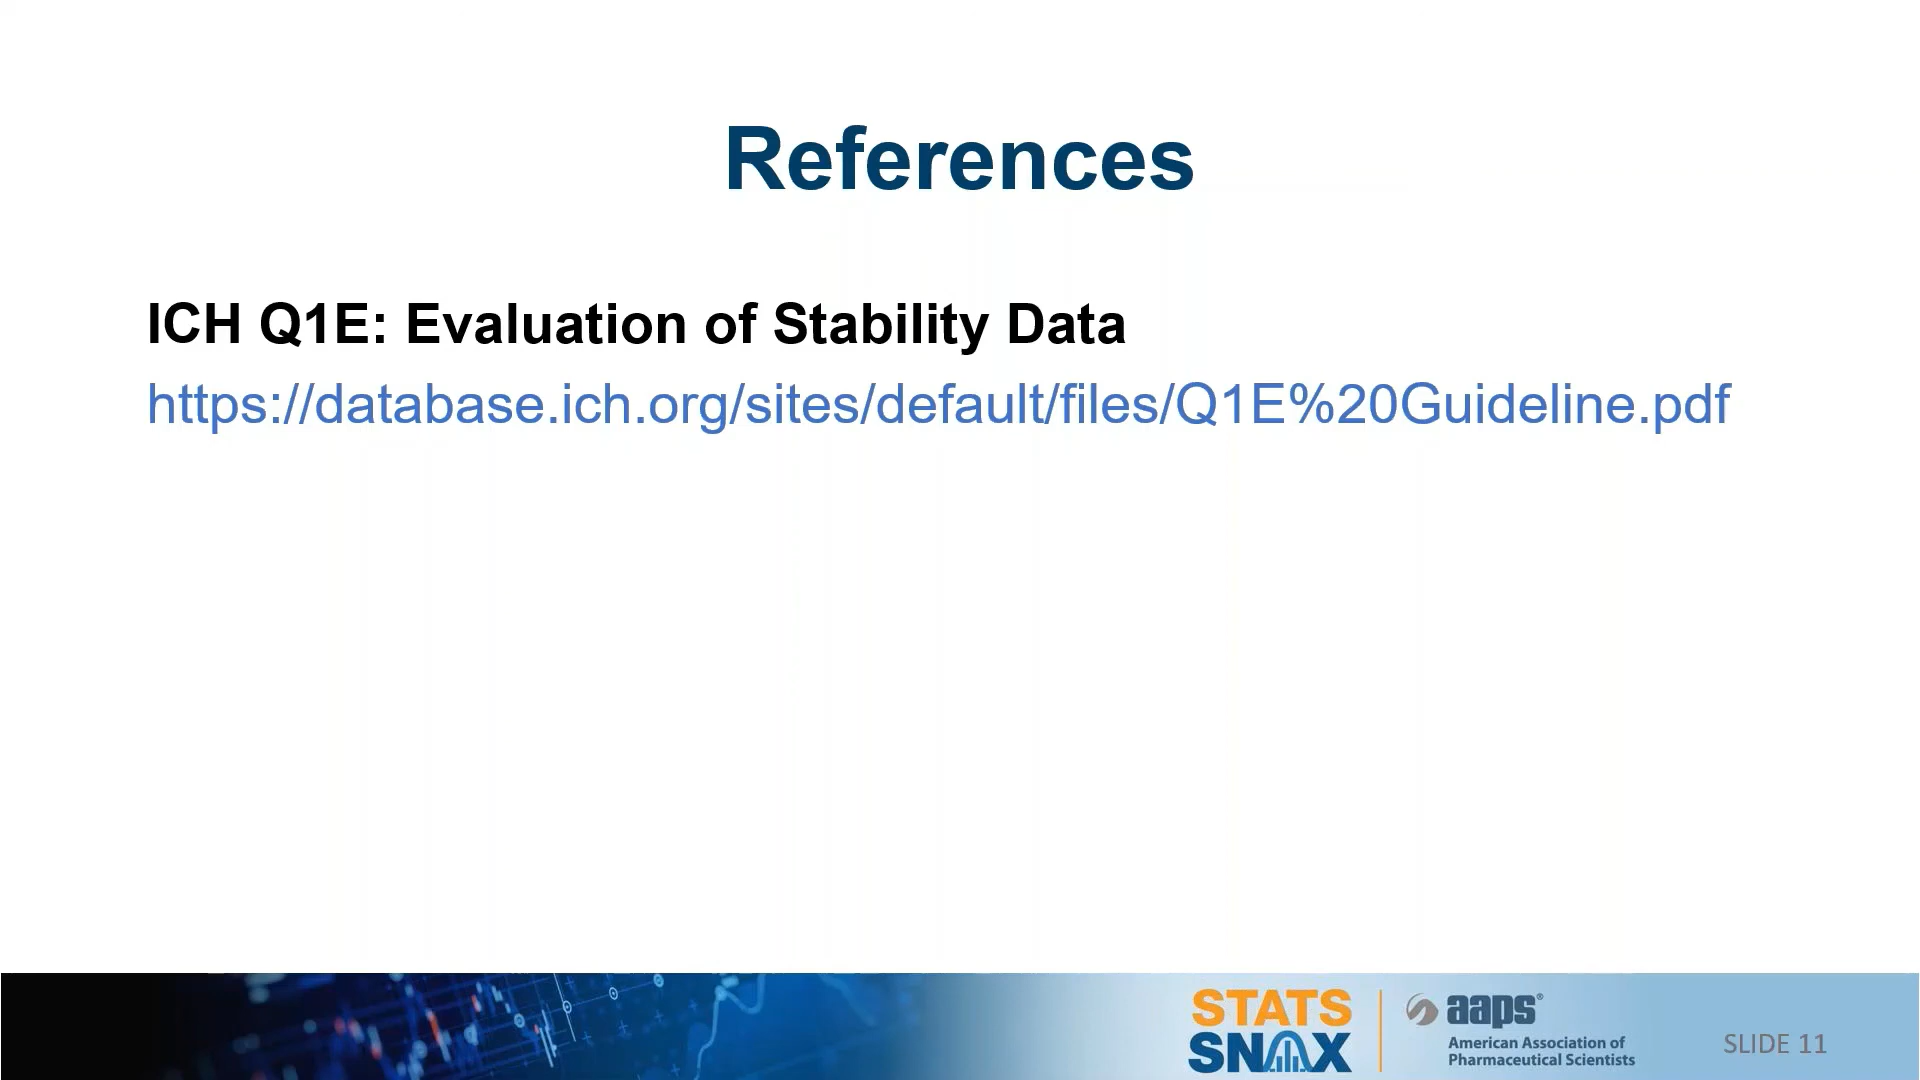 References
ICH Q1E: Evaluation of Stability Data
https://database.ich.org/sites/default/files/Q1E%20Guideline.pdf
STATS
SNAX
aaps®
American Association of
Pharmaceutical Scientists
SLIDE 11